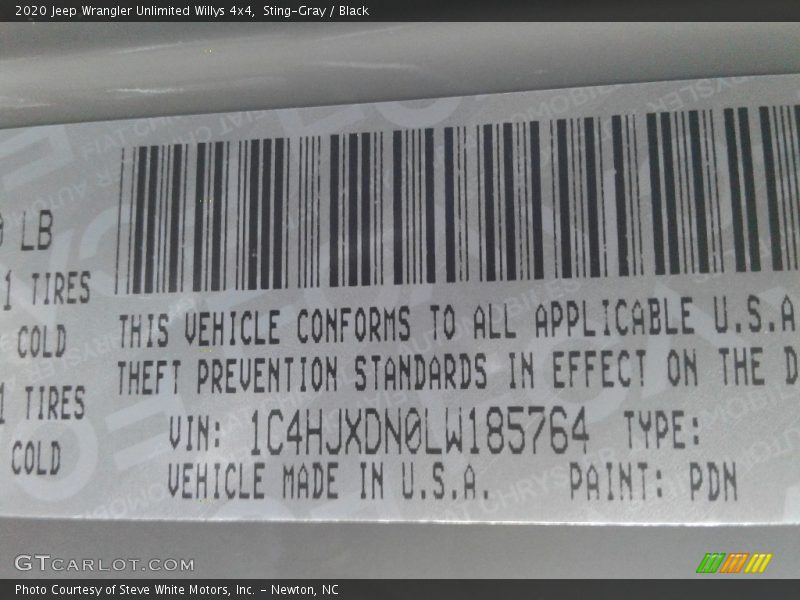 2020 Jeep Wrangler Unlimited Willys 4x4, Sting-Gray / Black
LB
1 TIRES
COLD
1 TIRES
COLD
THIS VEHICLE CONFORMS TO ALL APPLICABLE U.S.A
THEFT PREVENTION STANDARDS IN EFFECT ON THE D
VIN: 1C4HJXDN0LW185764 TYPE:
VEHICLE MADE IN U.S.A. PAINT: PDN
GTCARLOT.COM
Photo Courtesy of Steve White Motors, Inc. - Newton, NC